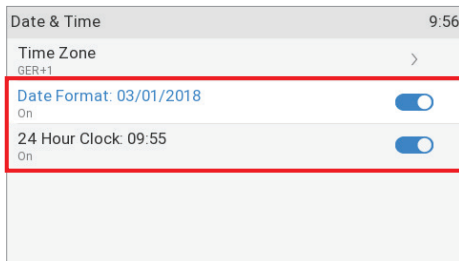 Date & Time 9:56
Time Zone
GER+1
Date Format: 03/01/2018
On
24 Hour Clock: 09:55
On